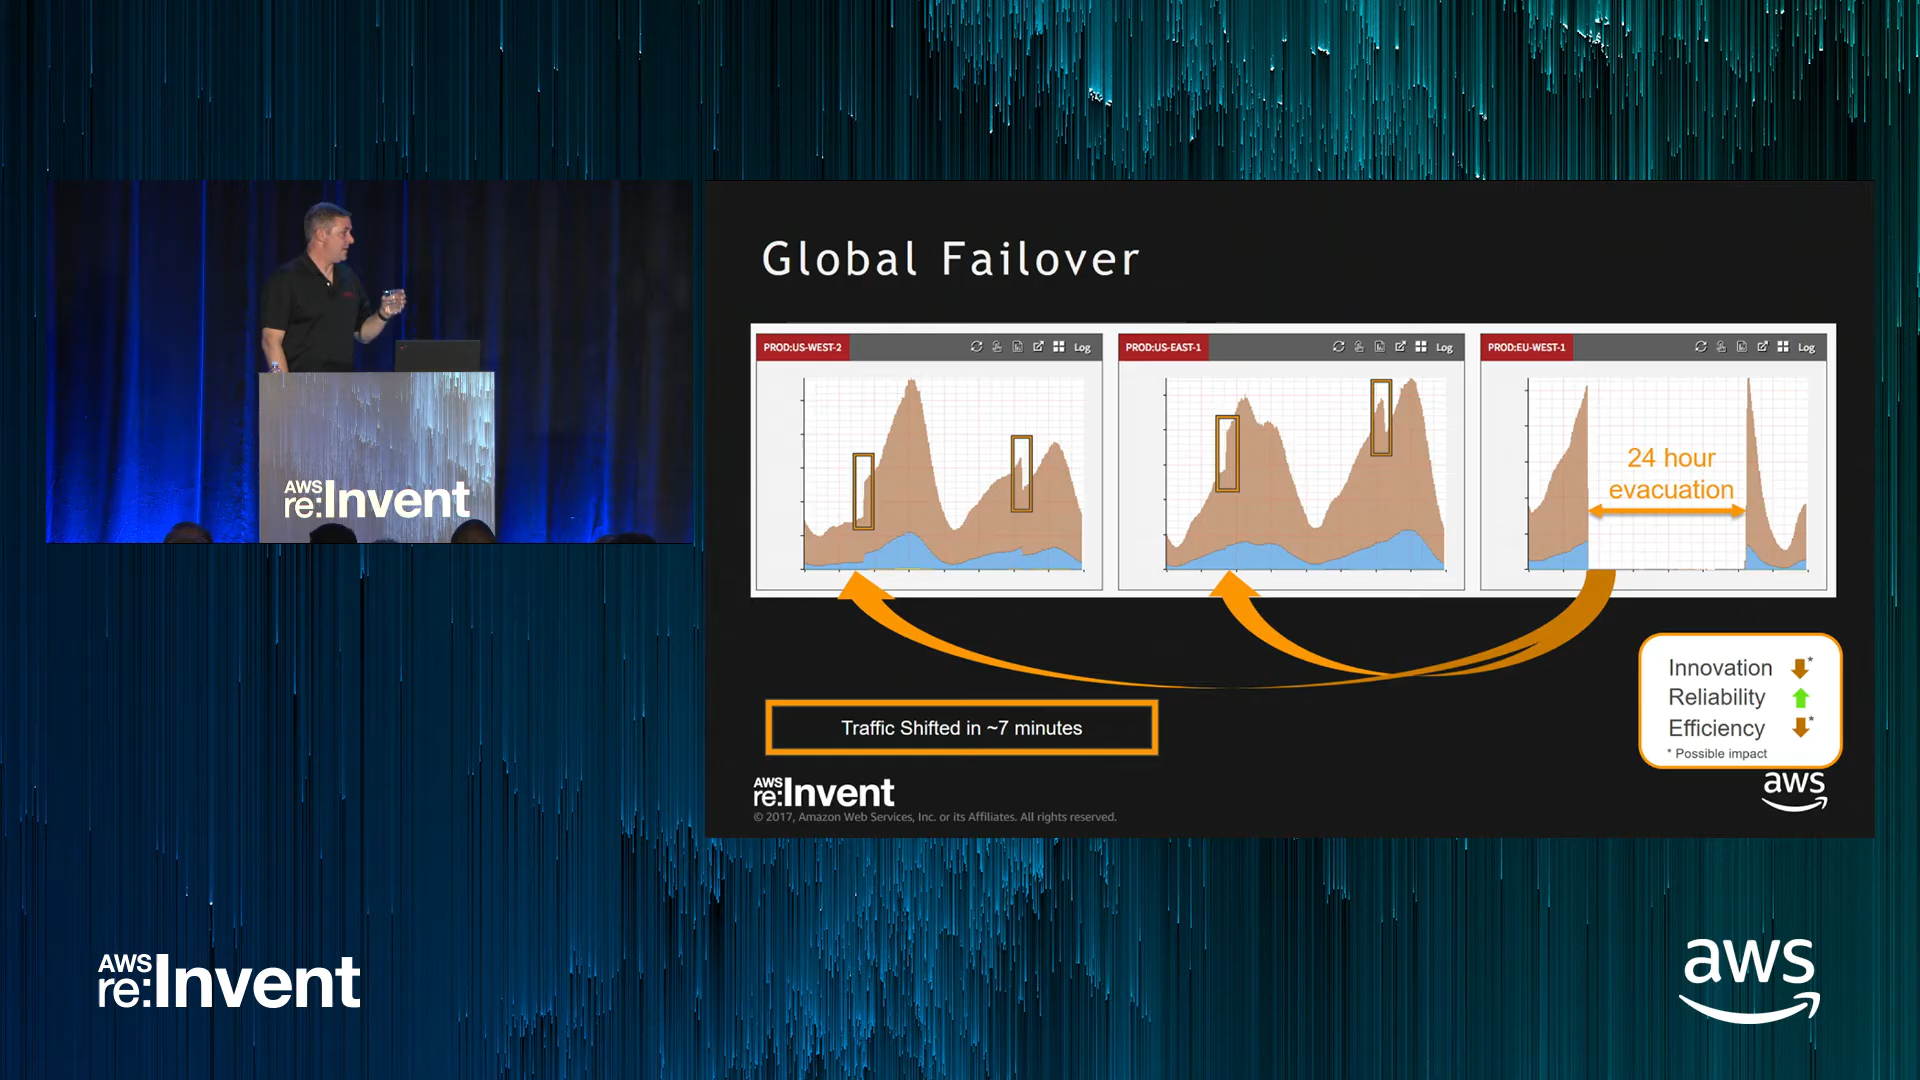 Global Failover
PROD:US-WEST-2
Log
PROD:US-EAST-1
Log
PROD:EU-WEST-1
Log
24 hour
evacuation
Innovation *
Reliability
Efficiency *
* Possible impact
Traffic Shifted in ~7 minutes
AWS
re:Invent
© 2017, Amazon Web Services, Inc. or its Affiliates. All rights reserved.
aws
AWS
re:Invent
AWS
re:Invent
aws